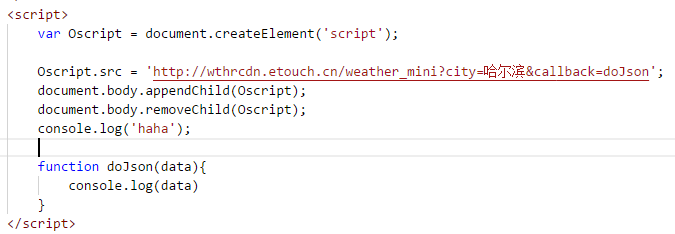 <script>
var Oscript = document.createElement('script');
Oscript.src = 'http://wthrcdn.etouch.cn/weather_mini?city=哈尔滨&callback=doJson';
document.body.appendChild(Oscript);
document.body.removeChild(Oscript);
console.log('haha');
function doJson(data){
console.log(data)
}
</script>